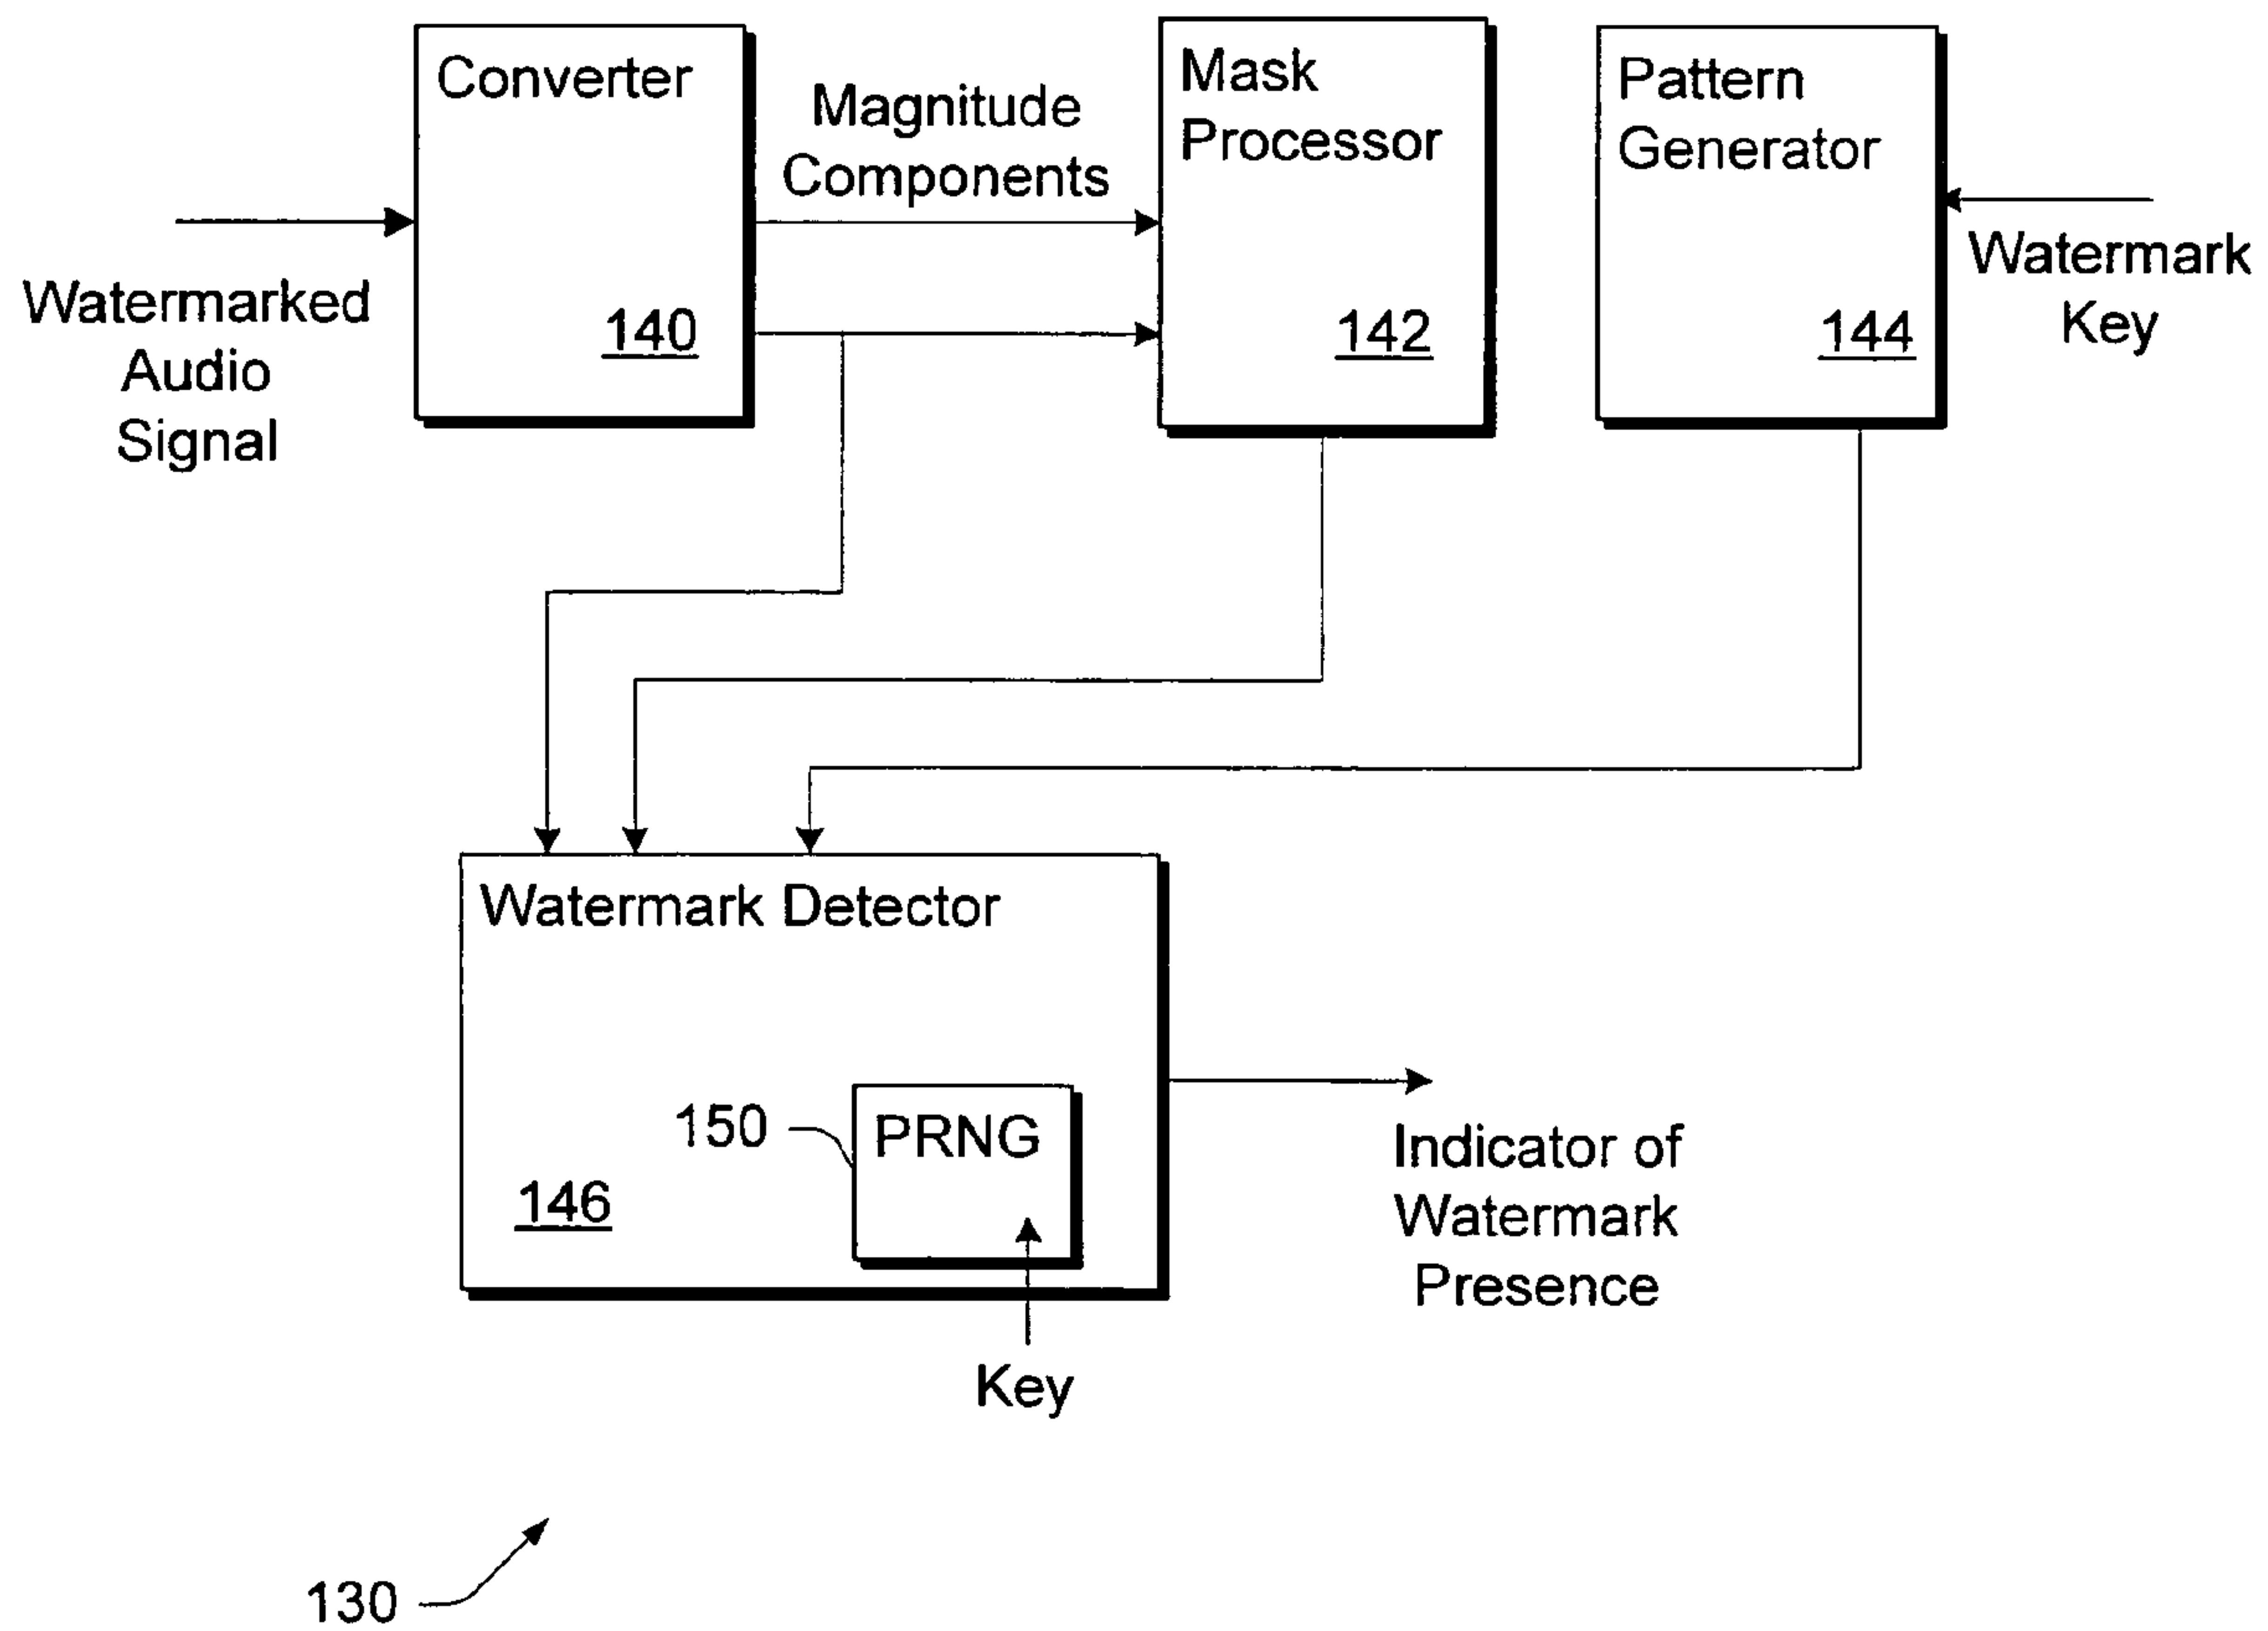 Converter
140
Magnitude
Components
Mask
Processor
142
Pattern
Generator
144
Watermarked
Audio
Signal
Watermark
Key
Watermark Detector
146
150
PRNG
Key
Indicator of
Watermark
Presence
130